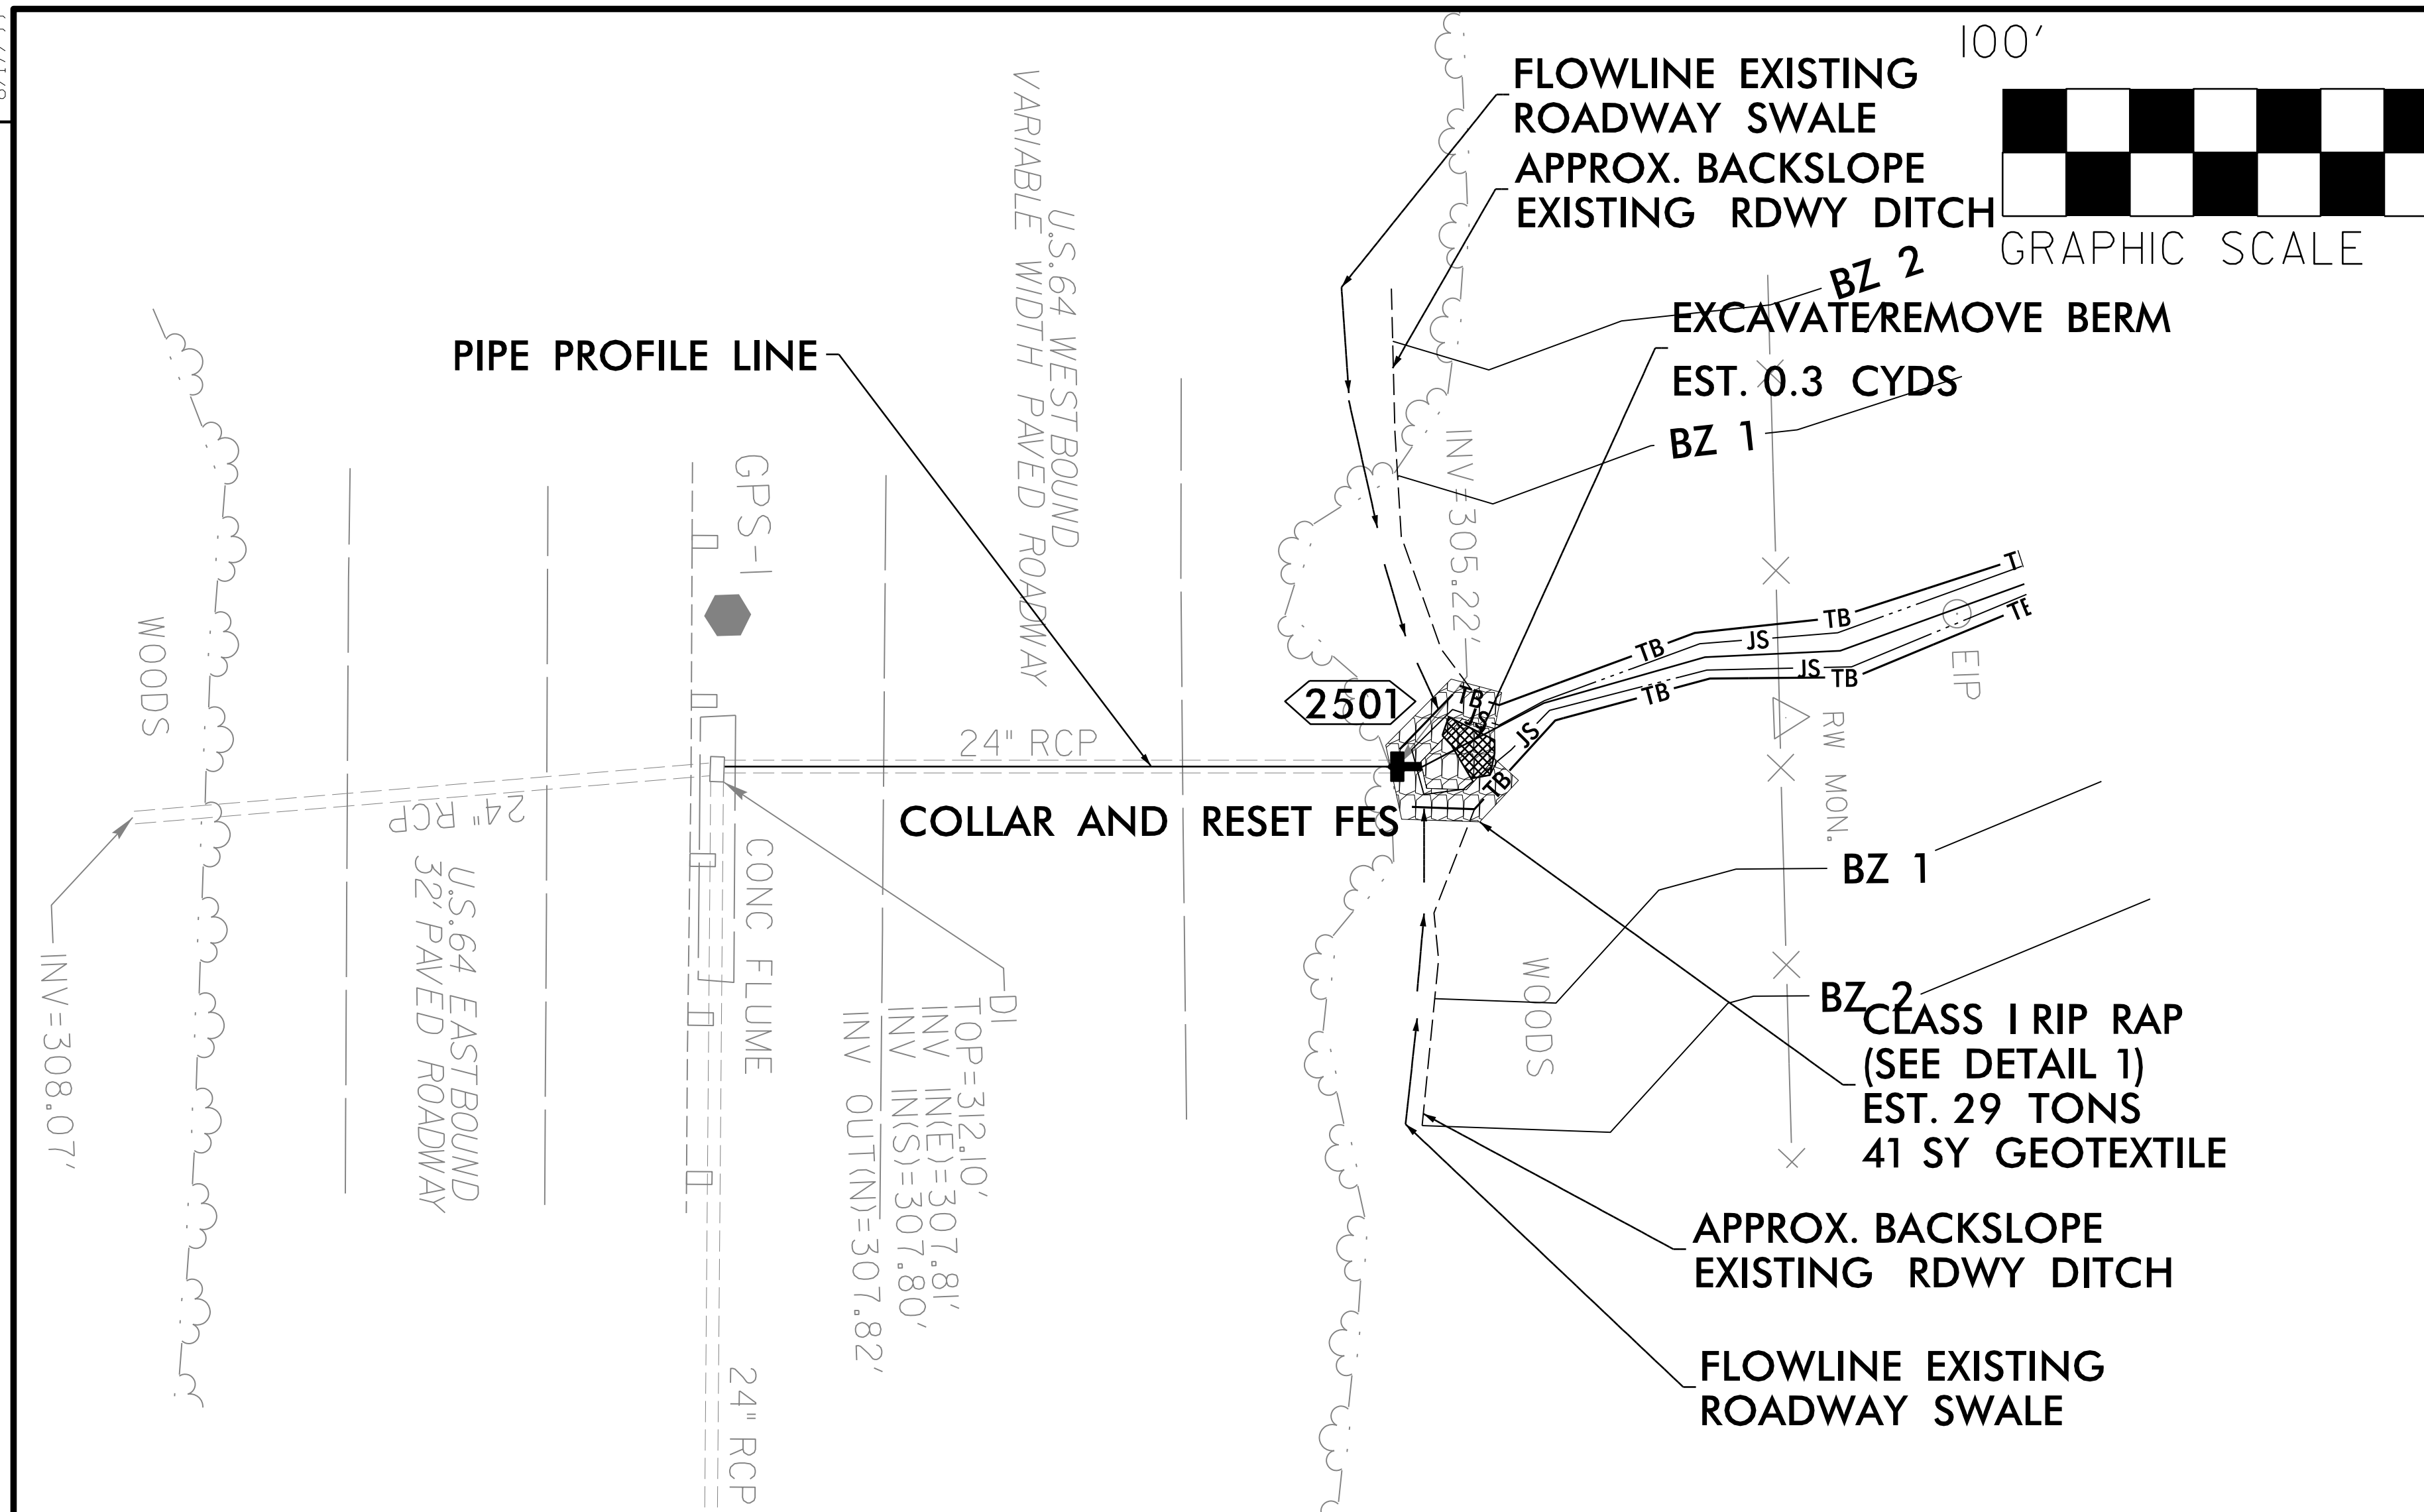 100'
GRAPHIC SCALE
FLOWLINE EXISTING
ROADWAY SWALE
APPROX. BACKSLOPE
EXISTING RDWY DITCH
BZ 2
EXCAVATE/REMOVE BERM
EST. 0.3 CYDS
BZ 1
PIPE PROFILE LINE
U.S.64 WESTBOUND
VARIABLE WIDTH PAVED ROADWAY
GPS-1
INV=305.22'
WOODS
TB
JS
TB
TB
JS
TB
TB
JS
TB
JS
TB
EIP
RW MON.
2501
24" RCP
24" RCP
COLLAR AND RESET FES
CONC FLUME
U.S.64 EASTBOUND
32' PAVED ROADWAY
INV=308.07'
DI
TOP=312.10'
INV IN(E)=307.81'
INV IN(S)=307.80'
INV OUT(N)=307.82'
24" RCP
WOODS
BZ 1
BZ 2
CLASS I RIP RAP
(SEE DETAIL 1)
EST. 29 TONS
41 SY GEOTEXTILE
APPROX. BACKSLOPE
EXISTING RDWY DITCH
FLOWLINE EXISTING
ROADWAY SWALE